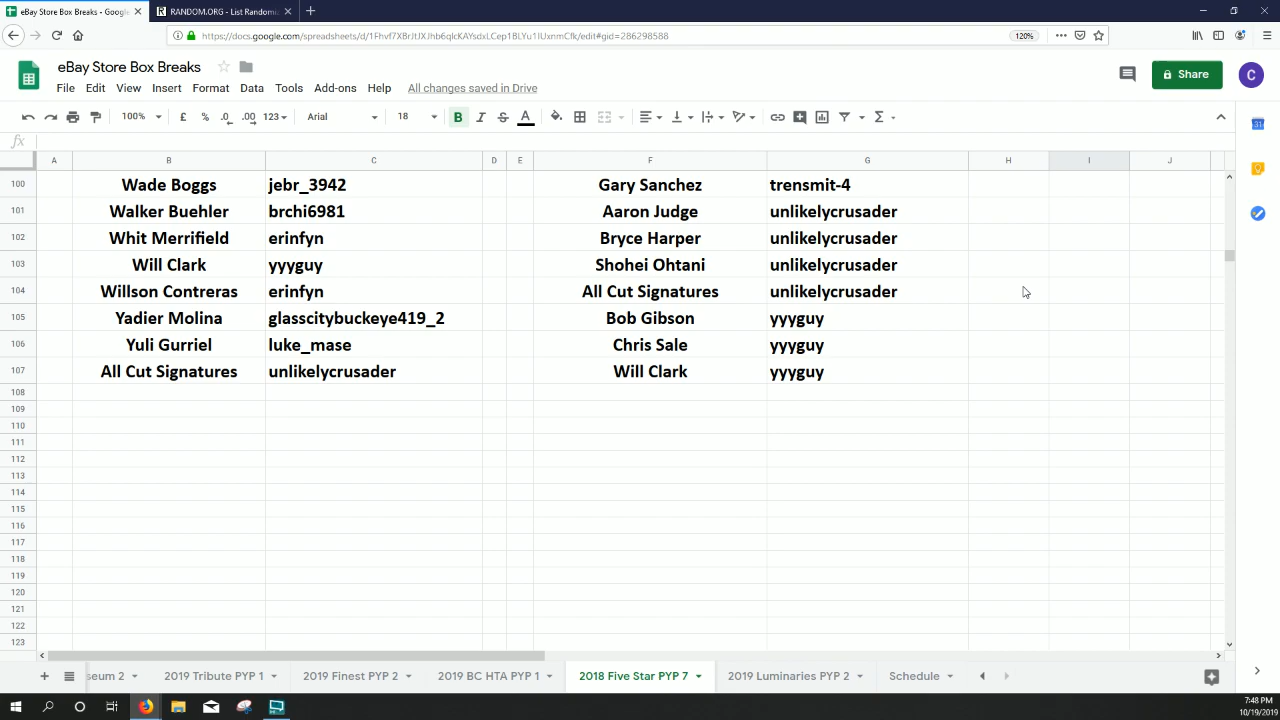 eBay Store Box Breaks - Google
RANDOM.ORG - List Randomiz
https://docs.google.com/spreadsheets/d/1Fhvf7XBrJtJXJhb6qlcKAYsdxLCep1BLYu1IUxnmCfk/edit#gid=286298588
120%
eBay Store Box Breaks
Share
C
File Edit View Insert Format Data Tools Add-ons Help All changes saved in Drive
100% £ % .0 .00 123 Arial 18 B I S A
fx
A B C D E F G H I J
100 Wade Boggs jebr_3942 Gary Sanchez trensmit-4
101 Walker Buehler brchi6981 Aaron Judge unlikelycrusader
102 Whit Merrifield erinfyn Bryce Harper unlikelycrusader
103 Will Clark yyyguy Shohei Ohtani unlikelycrusader
104 Willson Contreras erinfyn All Cut Signatures unlikelycrusader
105 Yadier Molina glasscitybuckeye419_2 Bob Gibson yyyguy
106 Yuli Gurriel luke_mase Chris Sale yyyguy
107 All Cut Signatures unlikelycrusader Will Clark yyyguy
108
109
110
111
112
113
114
115
116
117
118
119
120
121
122
123
seum 2 2019 Tribute PYP 1 2019 Finest PYP 2 2019 BC HTA PYP 1 2018 Five Star PYP 7 2019 Luminaries PYP 2 Schedule
7:48 PM
10/19/2019